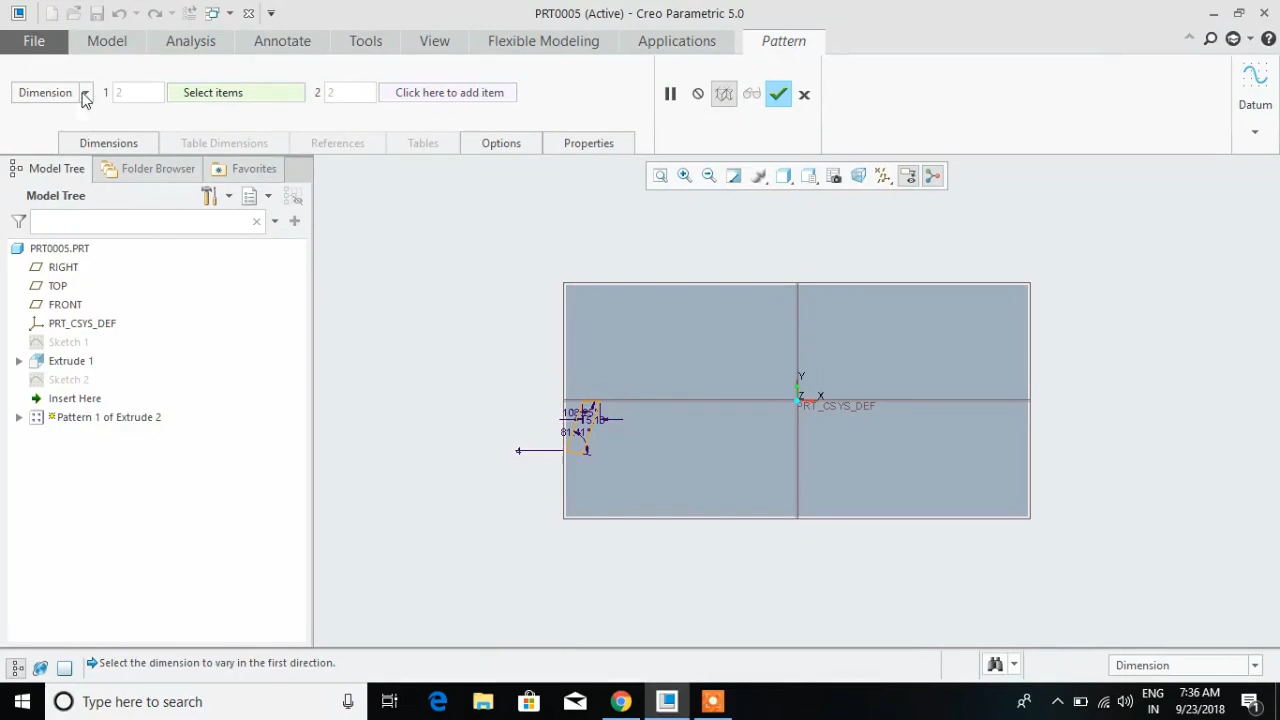 PRT0005 (Active) - Creo Parametric 5.0
File Model Analysis Annotate Tools View Flexible Modeling Applications Pattern
Dimension 1 2 Select items 2 2 Click here to add item
Datum
Dimensions Table Dimensions References Tables Options Properties
Model Tree Folder Browser Favorites
Model Tree
PRT0005.PRT
RIGHT
TOP
FRONT
PRT_CSYS_DEF
Sketch 1
Extrude 1
Sketch 2
Insert Here
Pattern 1 of Extrude 2
Y
Z X
PRT_CSYS_DEF
4
Select the dimension to vary in the first direction.
Dimension
Type here to search
ENG
IN
7:36 AM
9/23/2018
1